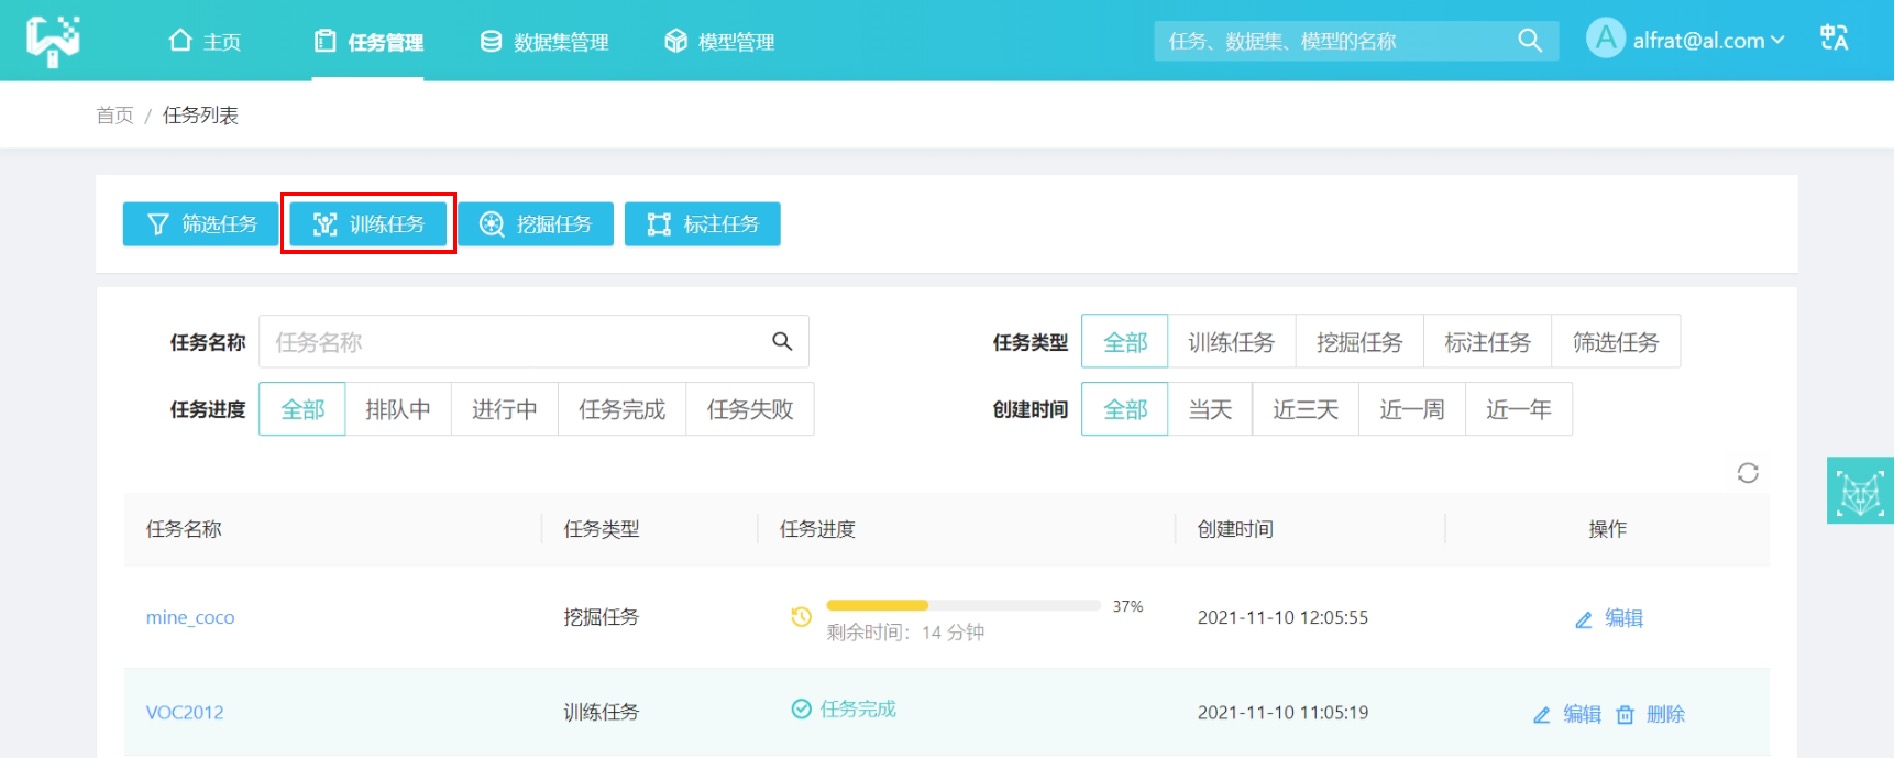 主页 任务管理 数据集管理 模型管理 任务、数据集、模型的名称 A alfrat@al.com 中A
首页 / 任务列表
筛选任务 训练任务 挖掘任务 标注任务
任务名称 任务名称 任务类型 全部 训练任务 挖掘任务 标注任务 筛选任务
任务进度 全部 排队中 进行中 任务完成 任务失败 创建时间 全部 当天 近三天 近一周 近一年
任务名称 任务类型 任务进度 创建时间 操作
mine_coco 挖掘任务 37% 2021-11-10 12:05:55 编辑
剩余时间：14 分钟
VOC2012 训练任务 任务完成 2021-11-10 11:05:19 编辑 删除